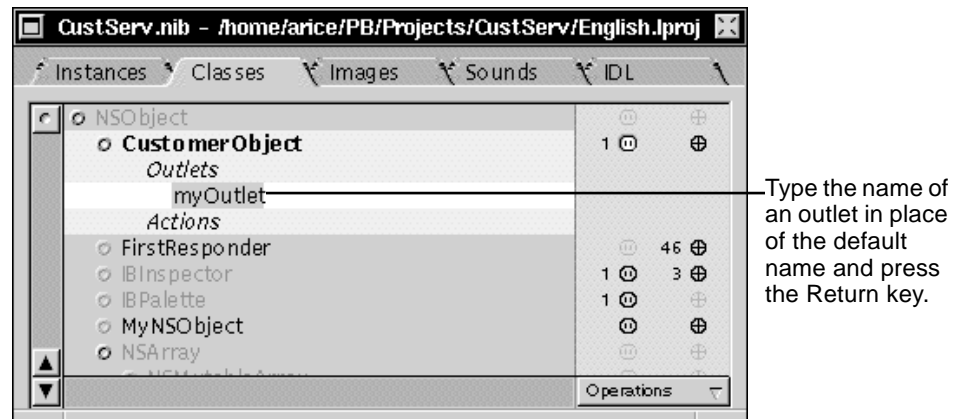 CustServ.nib – /home/arice/PB/Projects/CustServ/English.lproj
Instances Classes Images Sounds IDL
NSObject
CustomerObject 1
Outlets
myOutlet
Actions
FirstResponder 46
IBInspector 1 3
IBPalette 1
MyNSObject
NSArray
Operations
Type the name of
an outlet in place
of the default
name and press
the Return key.